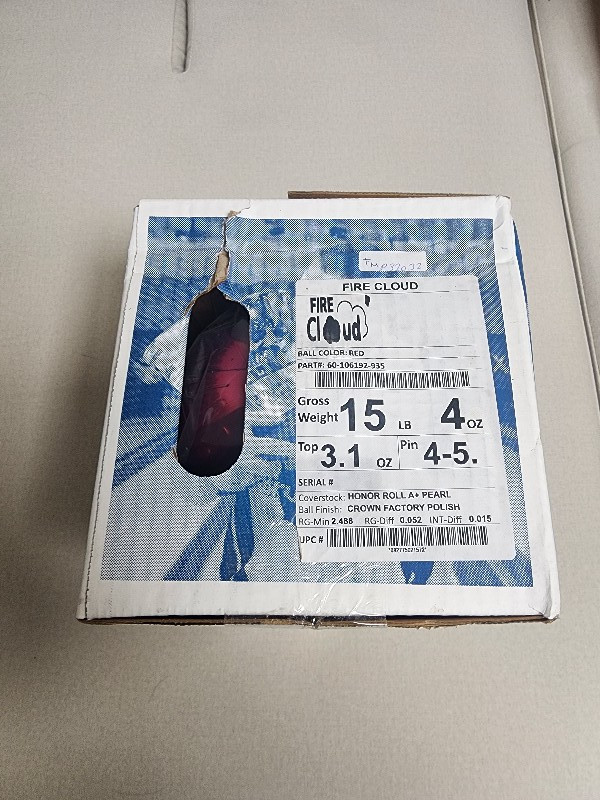 FIRE CLOUD
FIRE
Cloud
BALL COLOR: RED
PART#: 60-106192-935
Gross Weight 15 LB 4 OZ
Top 3.1 OZ Pin 4-5.
SERIAL #
Coverstock: HONOR ROLL A+ PEARL
Ball Finish: CROWN FACTORY POLISH
RG-Min 2.488 RG-Diff 0.052 INT-Diff 0.015
UPC #